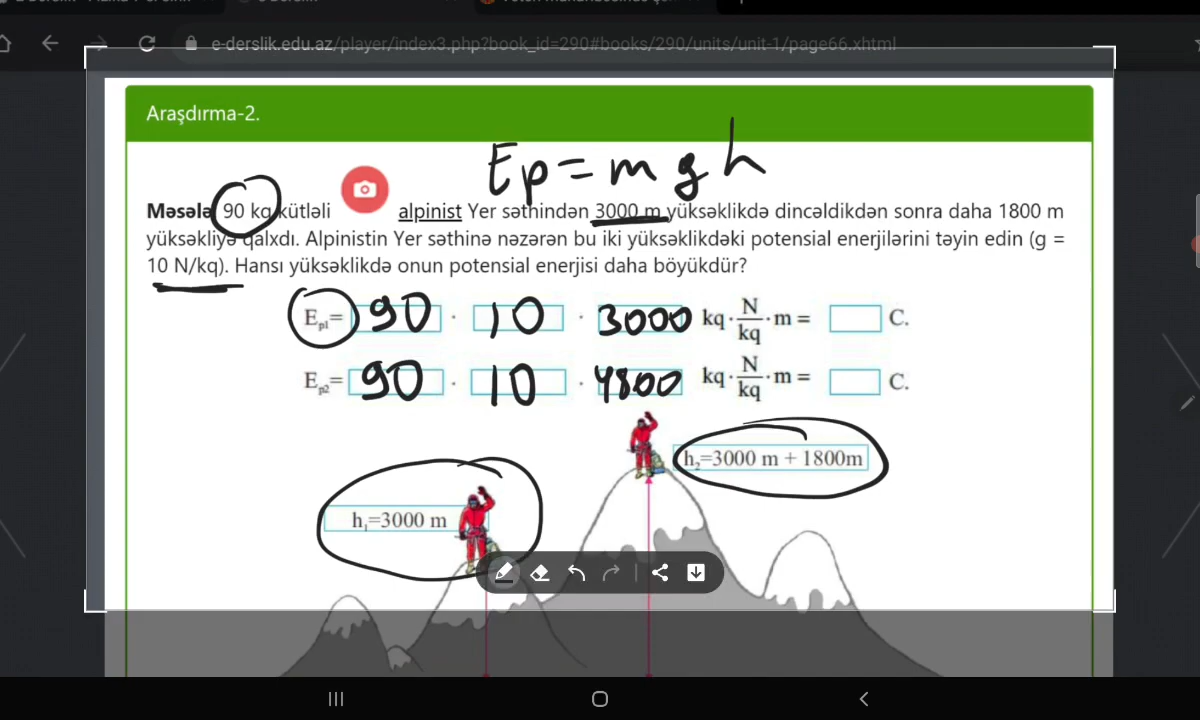 e-derslik.edu.az/player/index3.php?book_id=290#books/290/units/unit-1/page66.xhtml
Araşdırma-2.
Ep = mgh
Məsələ 90 kq kütləli alpinist Yer səthindən 3000 m yüksəklikdə dincəldikdən sonra daha 1800 m
yüksəkliyə qalxdı. Alpinistin Yer səthinə nəzərən bu iki yüksəklikdəki potensial enerjilərini təyin edin (g =
10 N/kq). Hansı yüksəklikdə onun potensial enerjisi daha böyükdür?
Ep1= 90 · 10 · 3000 kq · N/kq · m = C.
Ep2= 90 · 10 · 4800 kq · N/kq · m = C.
h2=3000 m + 1800m
h1=3000 m